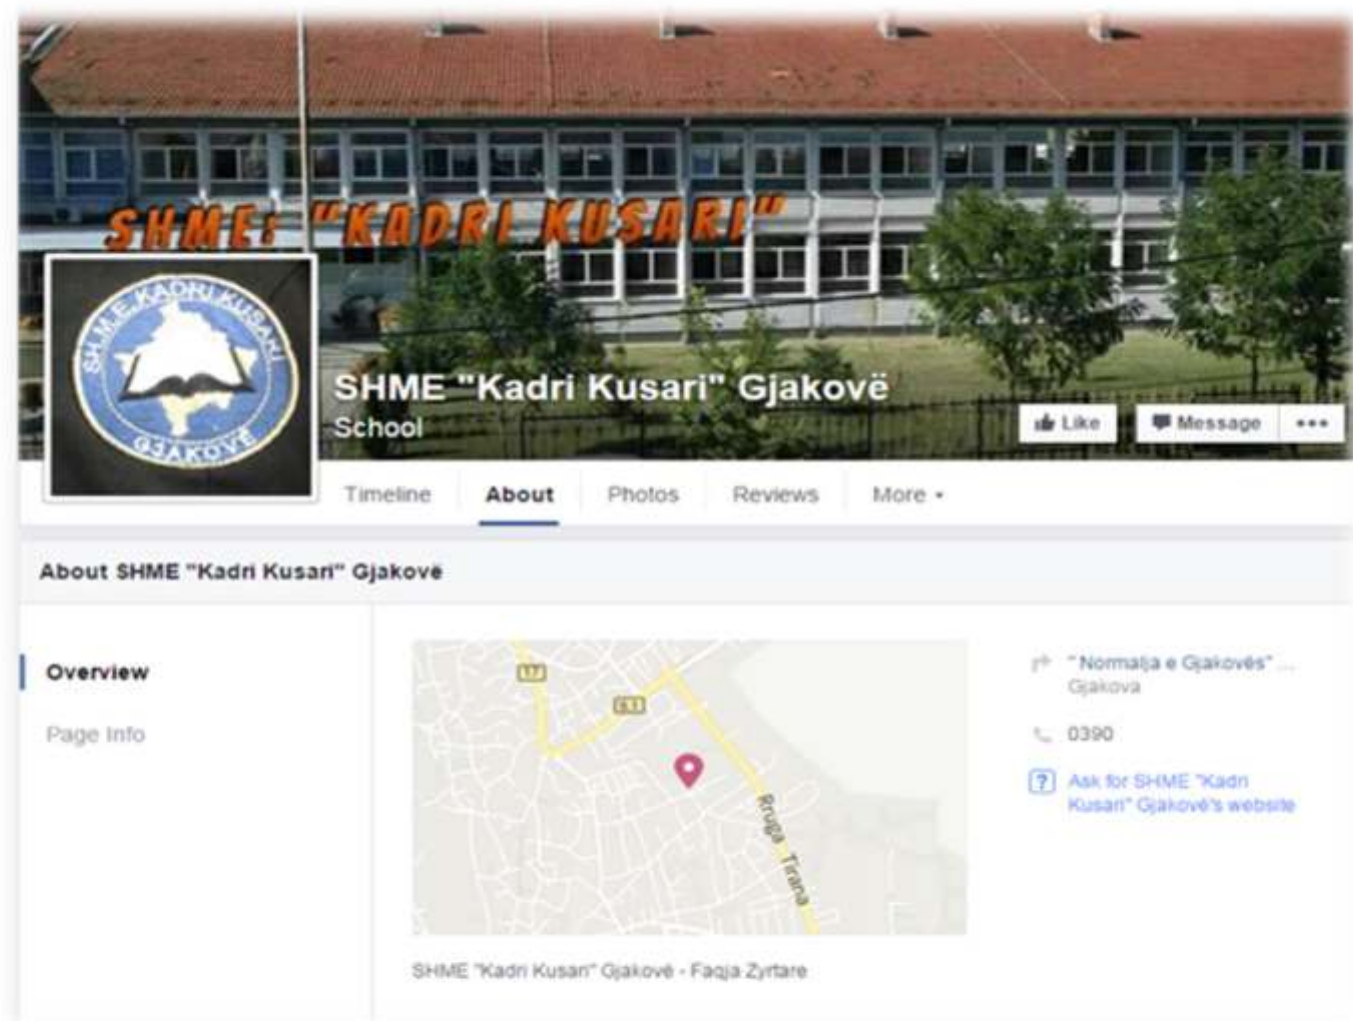 SHME: "KADRI KUSARI"
SH.M.E. KADRI KUSARI
GJAKOVË
SHME "Kadri Kusari" Gjakovë
School
Like
Message
Timeline
About
Photos
Reviews
More
About SHME "Kadri Kusari" Gjakovë
Overview
Page Info
17
Rruga Tirana
"Normalja e Gjakovës" ...
Gjakova
0390
Ask for SHME "Kadri
Kusari" Gjakovë's website
SHME "Kadri Kusari" Gjakovë - Faqja Zyrtare